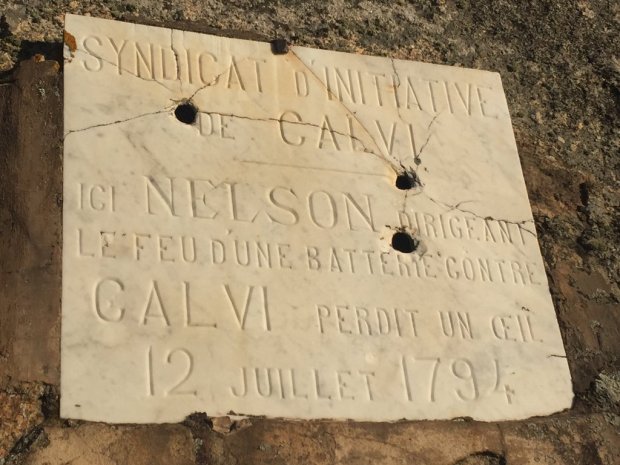 SYNDICAT D'INITIATIVE
DE CALVI
ICI NELSON DIRIGEANT
LE FEU D'UNE BATTERIE CONTRE
CALVI PERDIT UN ŒIL
12 JUILLET 1794